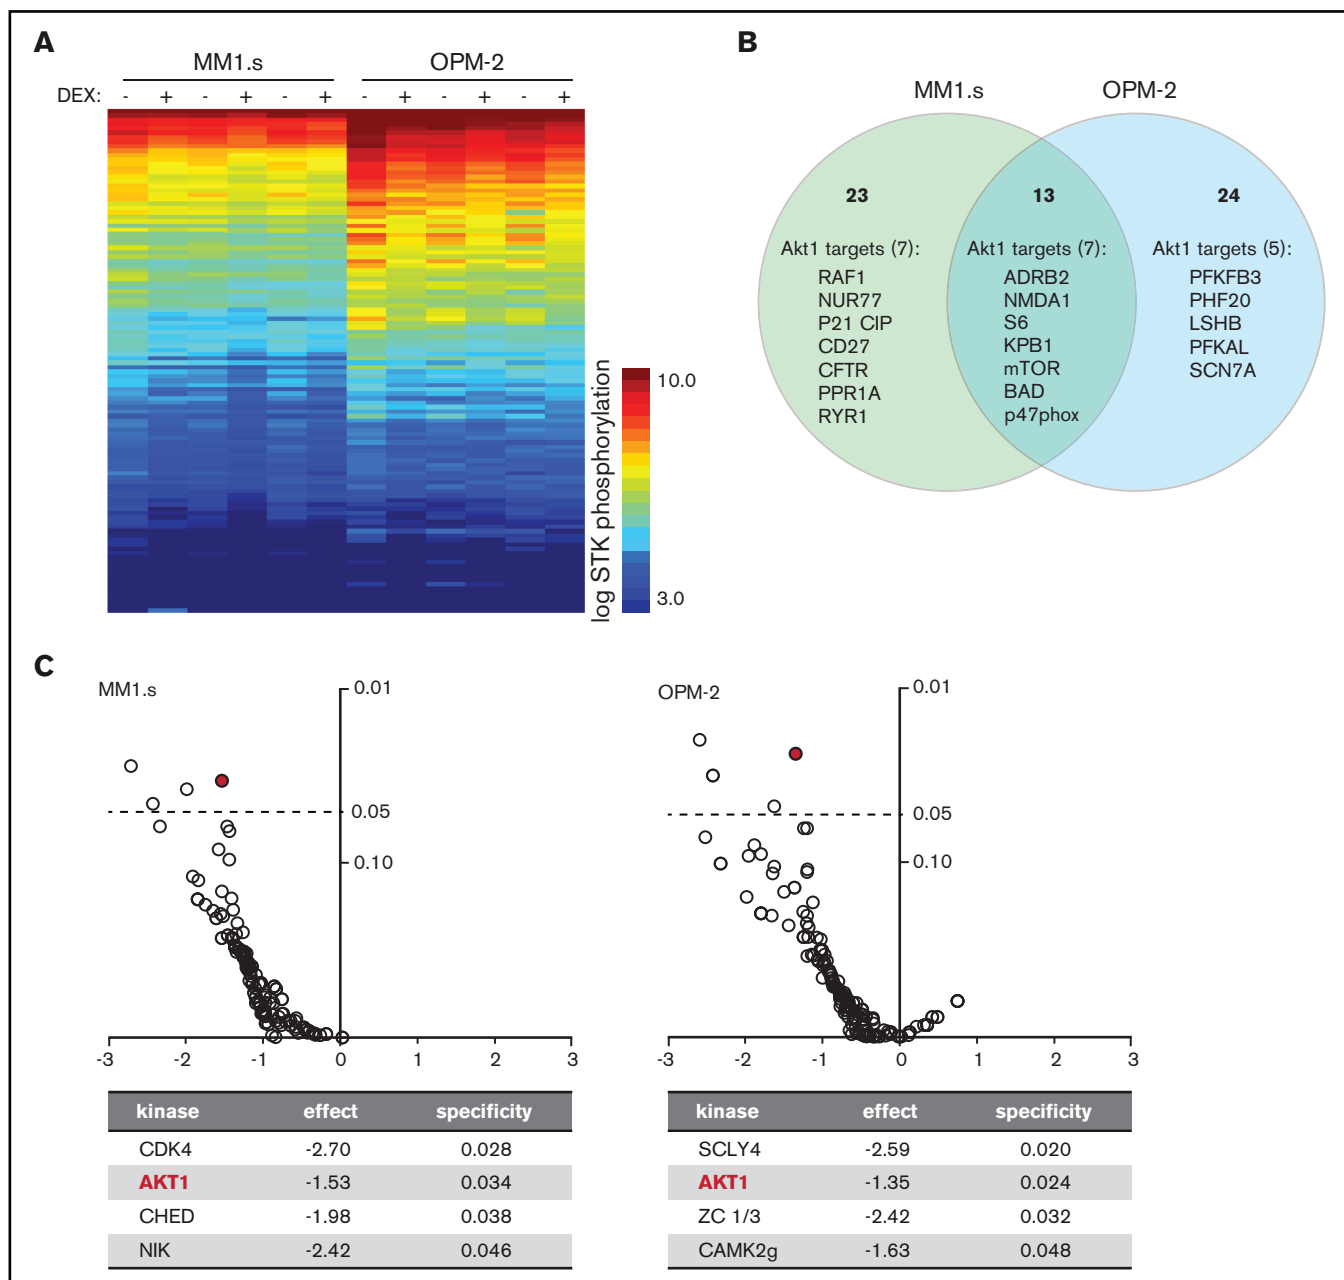 A
MM1.s OPM-2
DEX: - + - + - + - + - + - +
log STK phosphorylation
10.0
3.0
B
MM1.s OPM-2
23 13 24
Akt1 targets (7): Akt1 targets (7): Akt1 targets (5):
RAF1 ADRB2 PFKFB3
NUR77 NMDA1 PHF20
P21 CIP S6 LSHB
CD27 KPB1 PFKAL
CFTR mTOR SCN7A
PPR1A BAD
RYR1 p47phox
C
MM1.s
0.01
0.05
0.10
-3 -2 -1 0 1 2 3
kinase effect specificity
CDK4 -2.70 0.028
AKT1 -1.53 0.034
CHED -1.98 0.038
NIK -2.42 0.046
OPM-2
0.01
0.05
0.10
-3 -2 -1 0 1 2 3
kinase effect specificity
SCLY4 -2.59 0.020
AKT1 -1.35 0.024
ZC 1/3 -2.42 0.032
CAMK2g -1.63 0.048